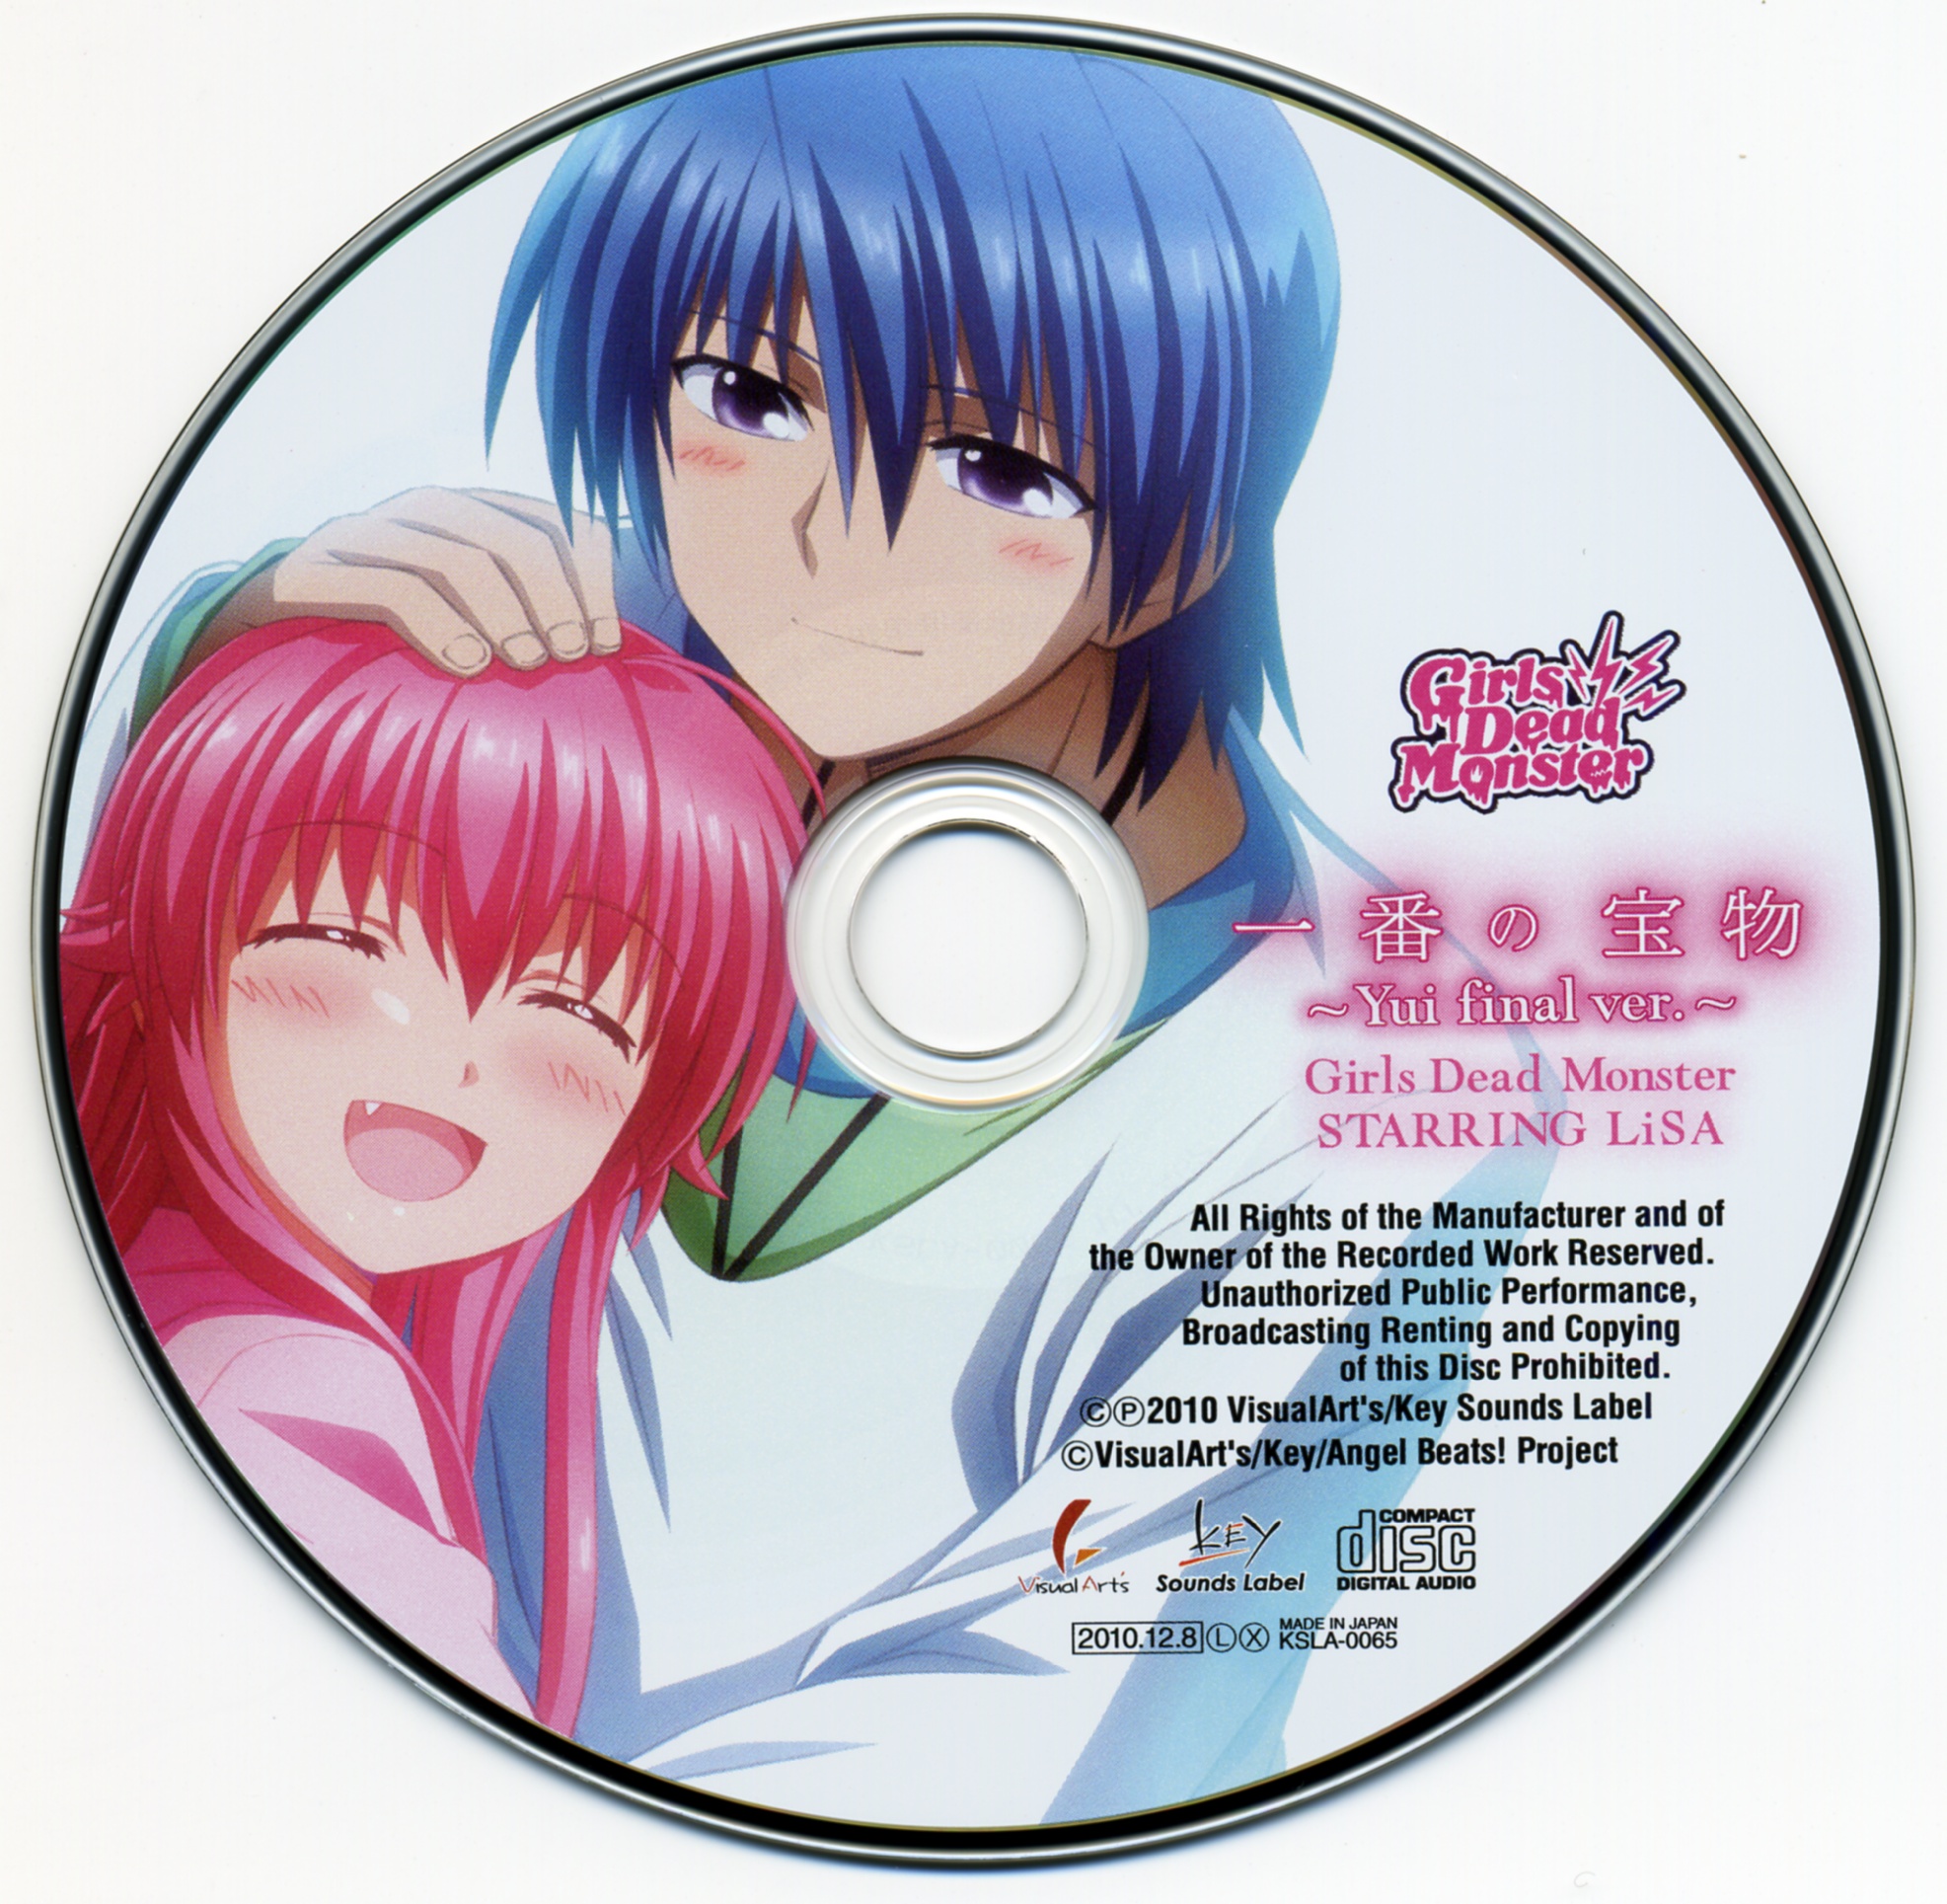 Girls
Dead
Monster
一番の宝物
~Yui final ver.~
Girls Dead Monster
STARRING LiSA
All Rights of the Manufacturer and of
the Owner of the Recorded Work Reserved.
Unauthorized Public Performance,
Broadcasting Renting and Copying
of this Disc Prohibited.
©℗2010 VisualArt's/Key Sounds Label
©VisualArt's/Key/Angel Beats! Project
Visual Art's
Key
Sounds Label
COMPACT
disc
DIGITAL AUDIO
2010.12.8 Ⓛ Ⓧ MADE IN JAPAN
KSLA-0065